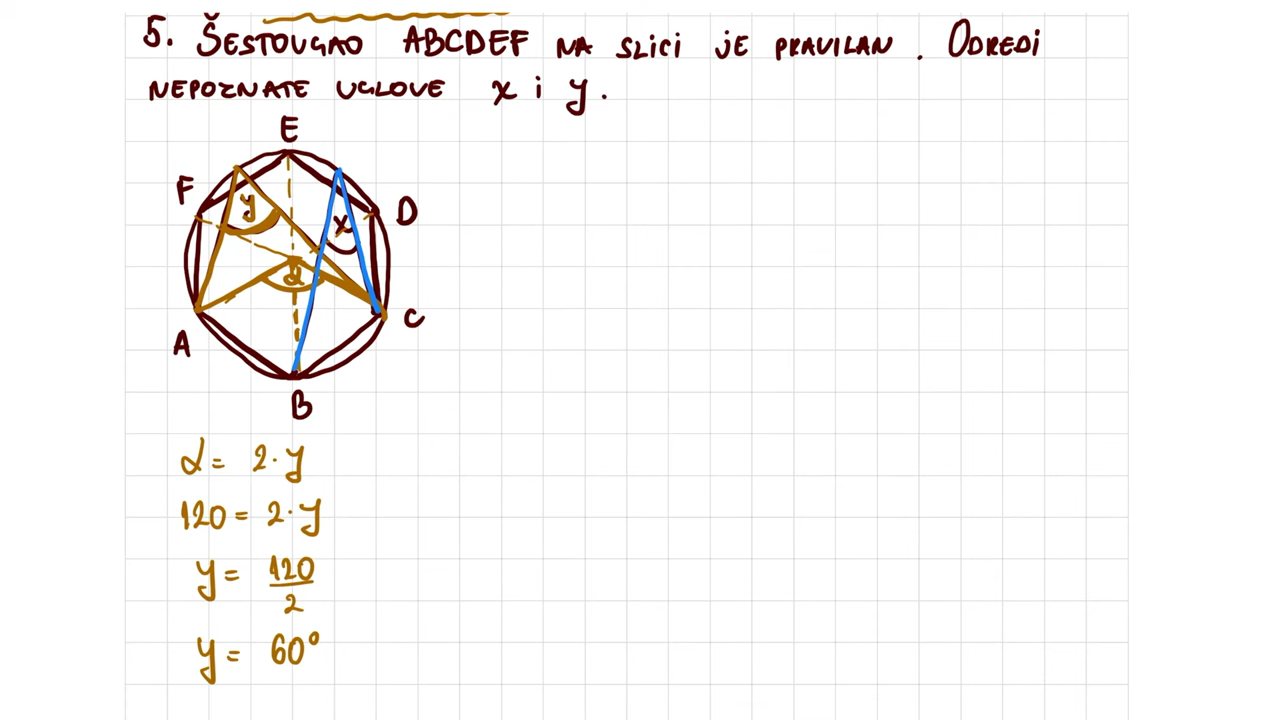 5. ŠESTOUGAO ABCDEF NA SLICI JE PRAVILAN. ODREDI
NEPOZNATE UGLOVE x i y.
E
F
y
x
D
α
A
C
B
α = 2·y
120 = 2·y
y = 120/2
y = 60°